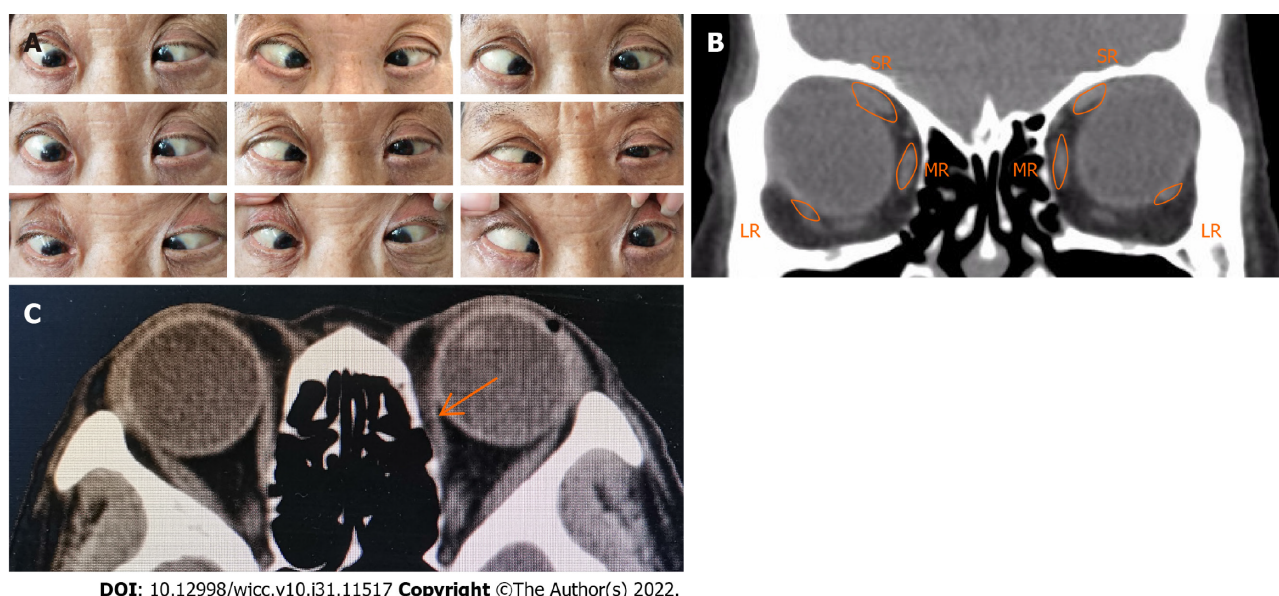 A
B
SR
SR
MR
MR
LR
LR
C
DOI: 10.12998/wjcc.v10.i31.11517 Copyright ©The Author(s) 2022.